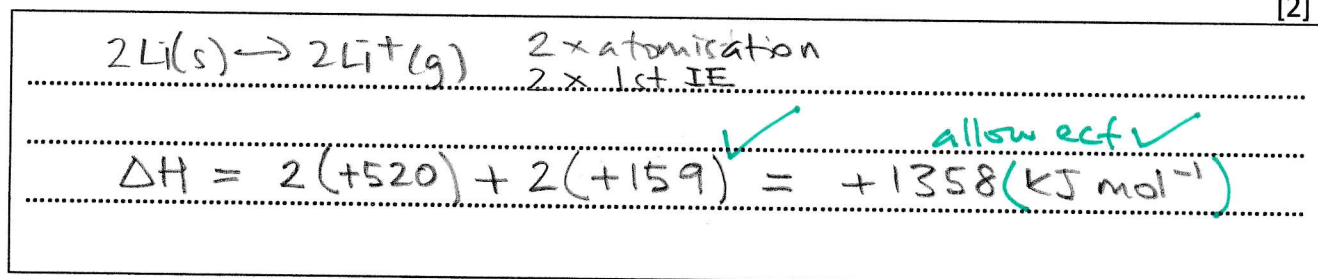 [2]
2Li(s) → 2Li⁺(g) 2 x atomisation
2 x 1st IE
allow ecf ✓
ΔH = 2(+520) + 2(+159) ✓ = +1358(kJ mol⁻¹)